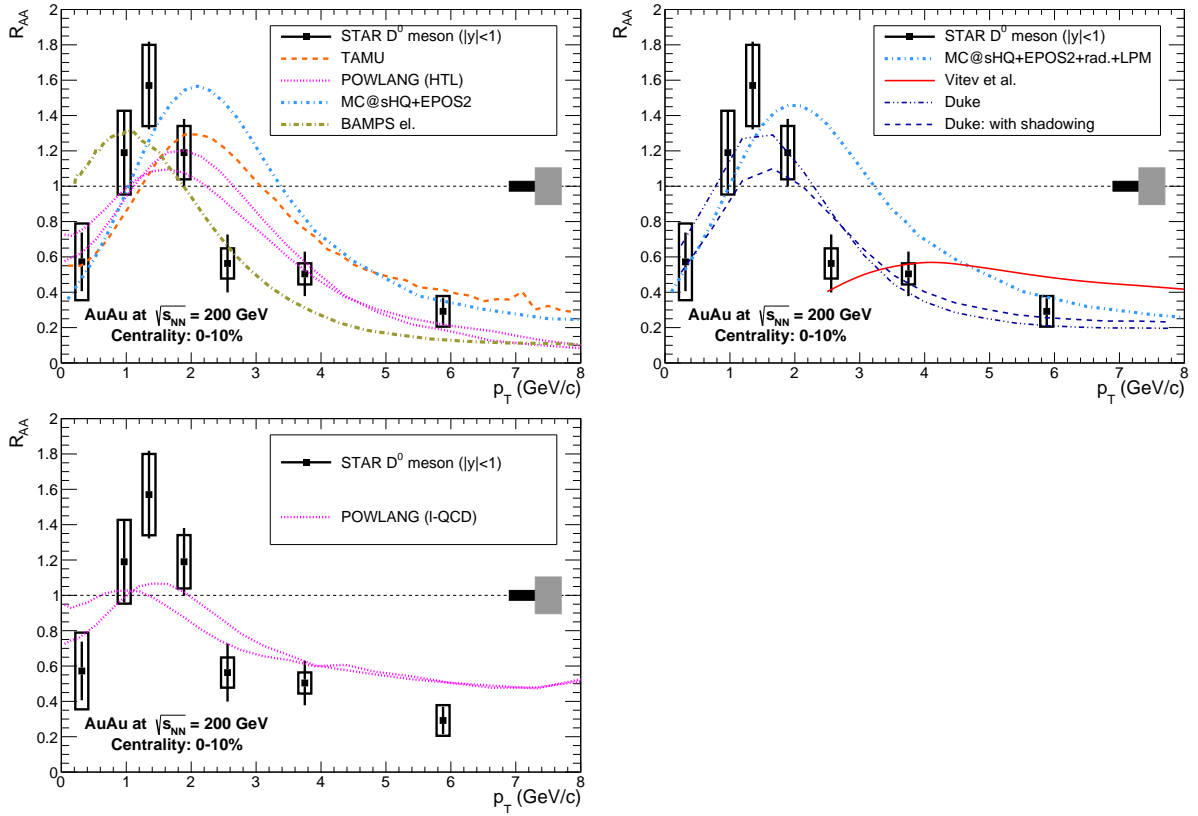 R_AA
2
1.8
1.6
1.4
1.2
1
0.8
0.6
0.4
0.2
0
STAR D⁰ meson (|y|<1)
TAMU
POWLANG (HTL)
MC@sHQ+EPOS2
BAMPS el.
AuAu at √s_NN = 200 GeV
Centrality: 0-10%
0 1 2 3 4 5 6 7 8
p_T (GeV/c)
R_AA
2
1.8
1.6
1.4
1.2
1
0.8
0.6
0.4
0.2
0
STAR D⁰ meson (|y|<1)
MC@sHQ+EPOS2+rad.+LPM
Vitev et al.
Duke
Duke: with shadowing
AuAu at √s_NN = 200 GeV
Centrality: 0-10%
0 1 2 3 4 5 6 7 8
p_T (GeV/c)
R_AA
2
1.8
1.6
1.4
1.2
1
0.8
0.6
0.4
0.2
0
STAR D⁰ meson (|y|<1)
POWLANG (l-QCD)
AuAu at √s_NN = 200 GeV
Centrality: 0-10%
0 1 2 3 4 5 6 7 8
p_T (GeV/c)